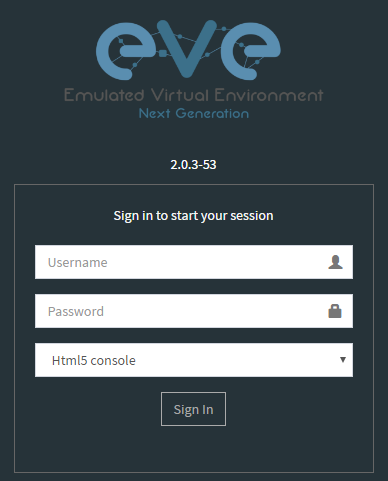 eve
Emulated Virtual Environment
Next Generation
2.0.3-53
Sign in to start your session
Username
Password
Html5 console
Sign In